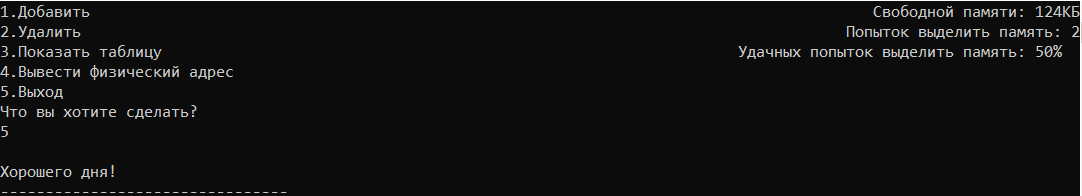 1.Добавить Свободной памяти: 124КБ
2.Удалить Попыток выделить память: 2
3.Показать таблицу Удачных попыток выделить память: 50%
4.Вывести физический адрес
5.Выход
Что вы хотите сделать?
5
Хорошего дня!
--------------------------------